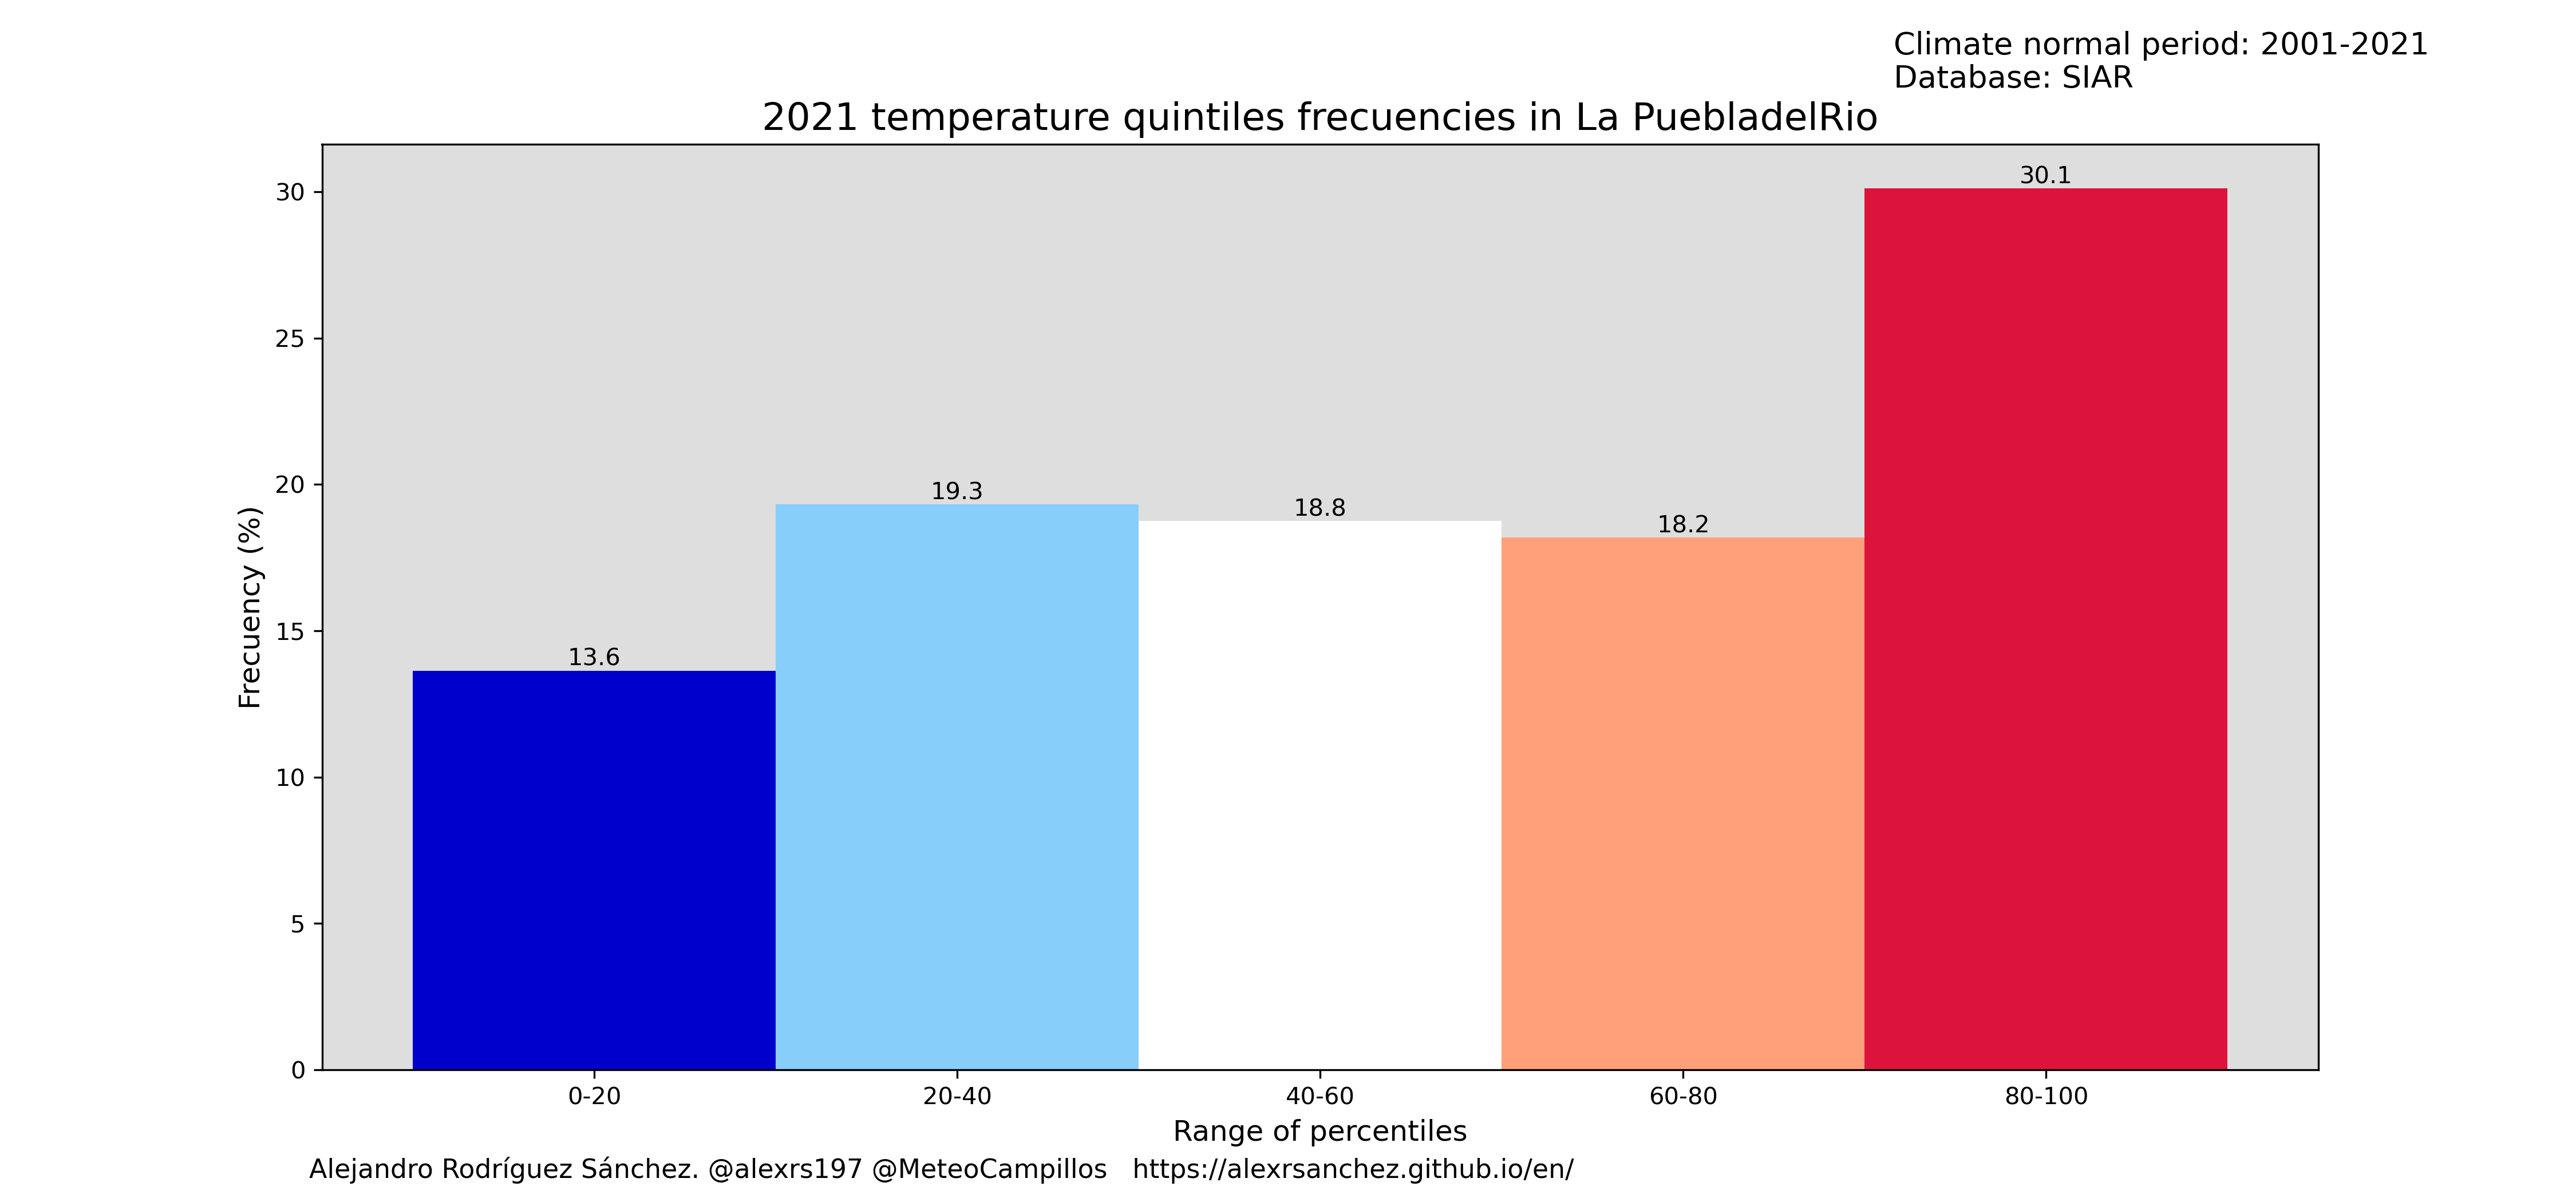 Climate normal period: 2001-2021
Database: SIAR
2021 temperature quintiles frecuencies in La PuebladelRio
30.1
30
25
20
19.3
18.8
18.2
15
13.6
10
5
0
Frecuency (%)
0-20 20-40 40-60 60-80 80-100
Range of percentiles
Alejandro Rodríguez Sánchez. @alexrs197 @MeteoCampillos https://alexrsanchez.github.io/en/